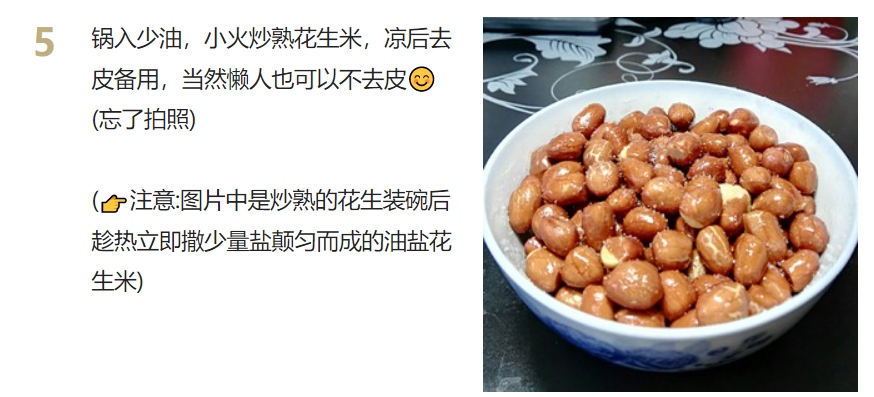 5
锅入少油，小火炒熟花生米，凉后去
皮备用，当然懒人也可以不去皮😊
(忘了拍照)
(👉注意:图片中是炒熟的花生装碗后
趁热立即撒少量盐颠匀而成的油盐花
生米)